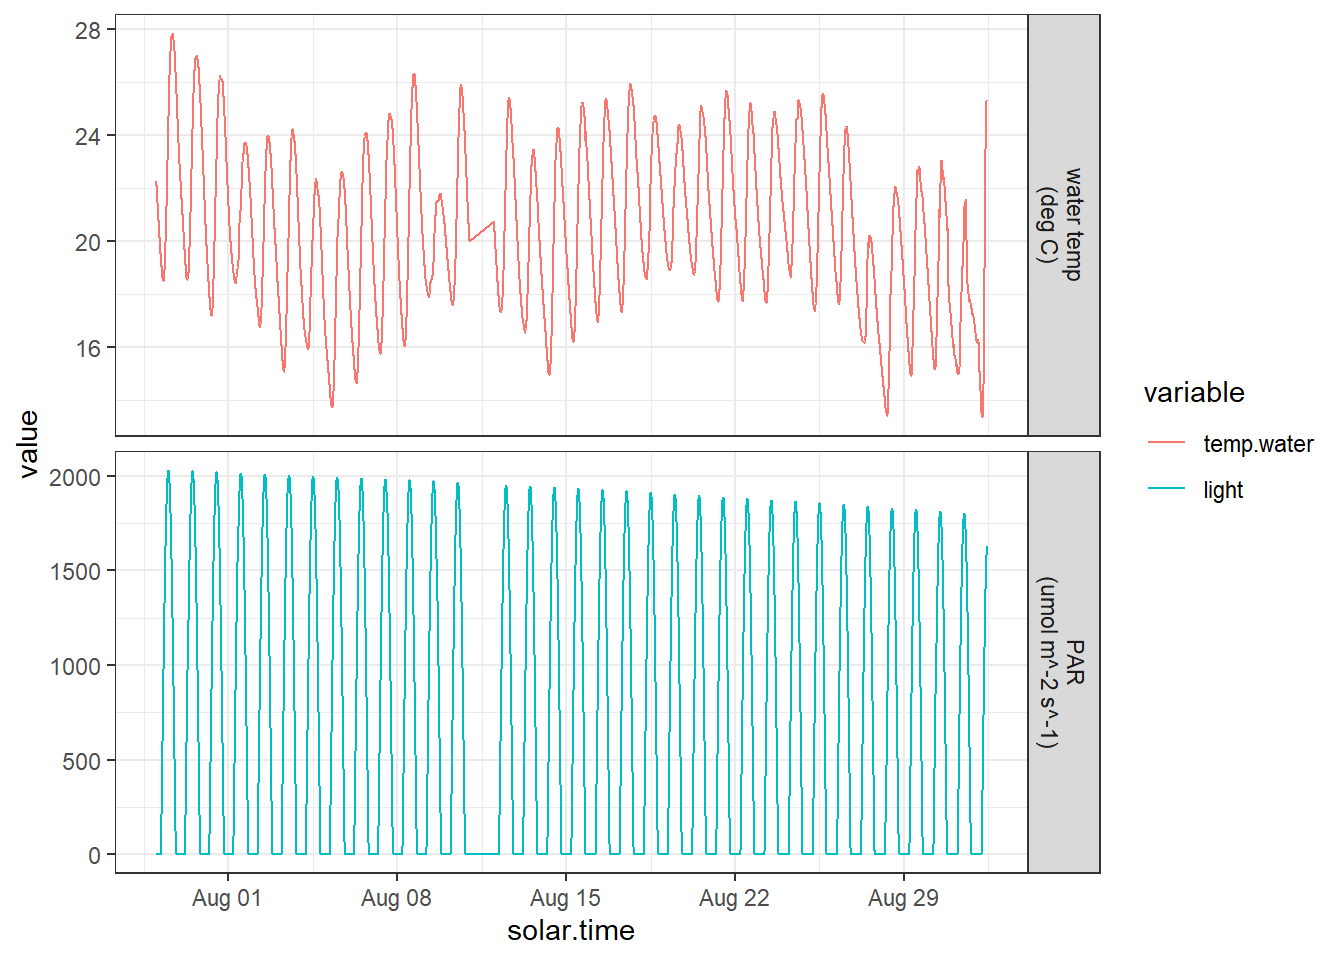 28
24
20
16
water temp
(deg C)
value
2000
1500
1000
500
0
PAR
(umol m^-2 s^-1)
Aug 01
Aug 08
Aug 15
Aug 22
Aug 29
solar.time
variable
temp.water
light